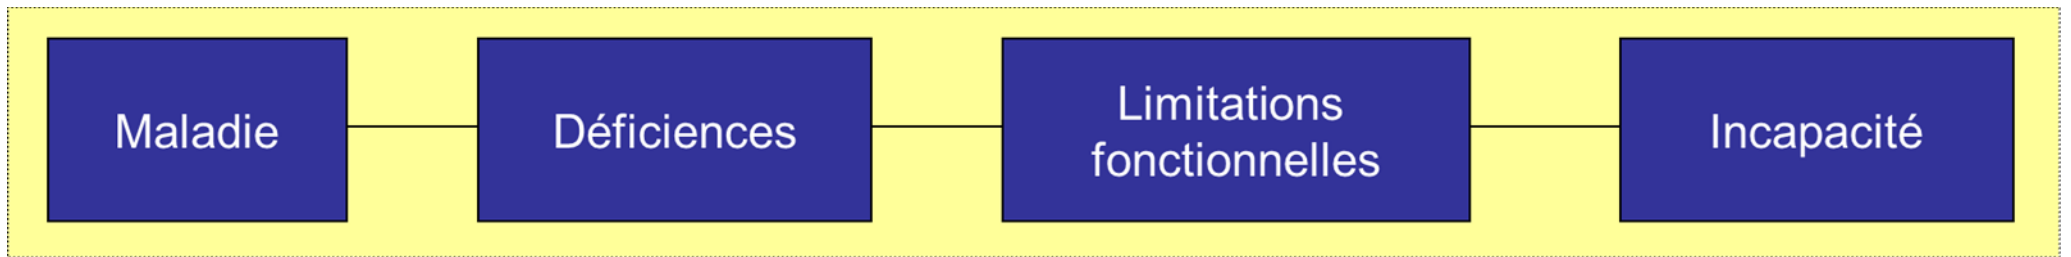 Maladie
Déficiences
Limitations
fonctionnelles
Incapacité